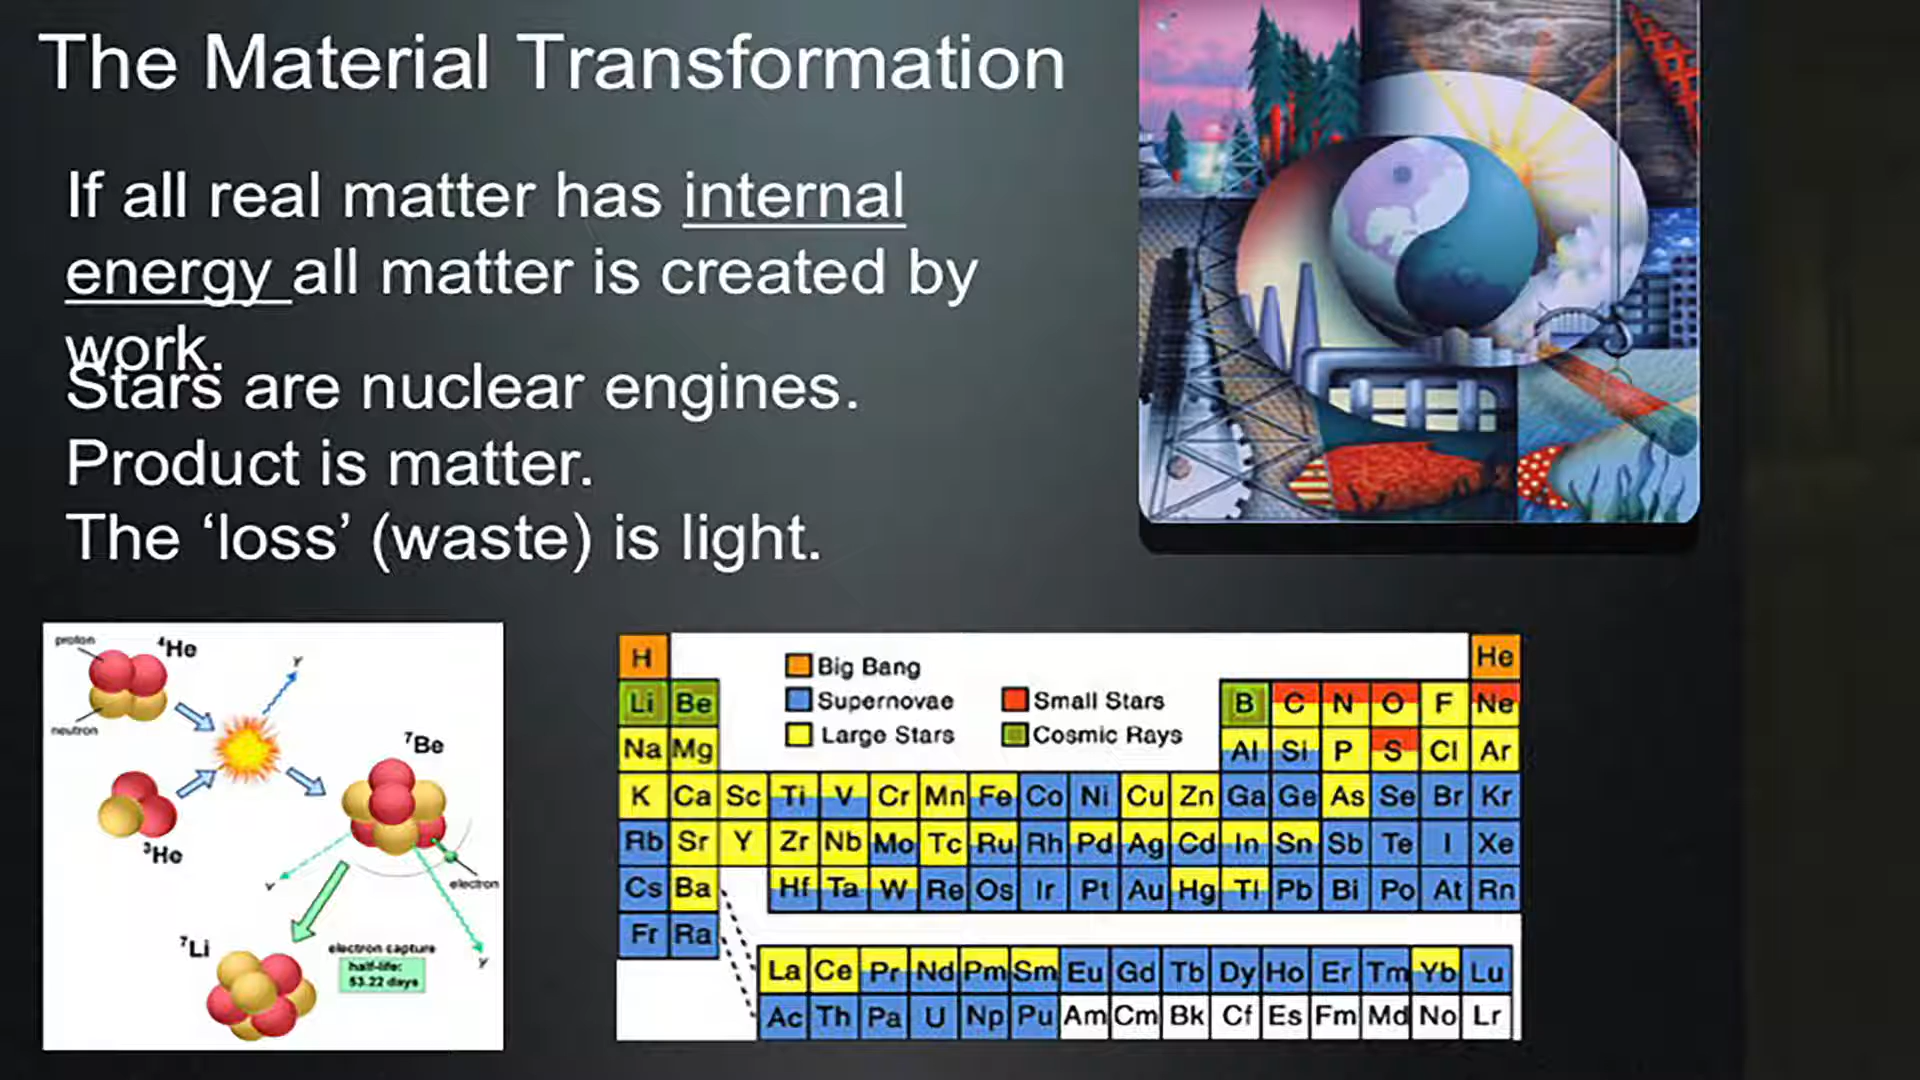 The Material Transformation
If all real matter has internal
energy all matter is created by
work.
Stars are nuclear engines.
Product is matter.
The ‘loss’ (waste) is light.
proton
⁴He
γ
neutron
⁷Be
³He
γ
electron
⁷Li
electron capture
γ
half-life:
53.22 days
H He
Big Bang
Supernovae Small Stars
Large Stars Cosmic Rays
Li Be B C N O F Ne
Na Mg Al Si P S Cl Ar
K Ca Sc Ti V Cr Mn Fe Co Ni Cu Zn Ga Ge As Se Br Kr
Rb Sr Y Zr Nb Mo Tc Ru Rh Pd Ag Cd In Sn Sb Te I Xe
Cs Ba Hf Ta W Re Os Ir Pt Au Hg Tl Pb Bi Po At Rn
Fr Ra
La Ce Pr Nd Pm Sm Eu Gd Tb Dy Ho Er Tm Yb Lu
Ac Th Pa U Np Pu Am Cm Bk Cf Es Fm Md No Lr